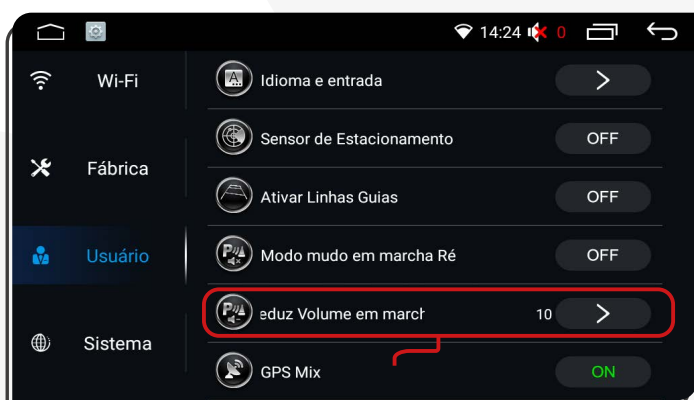 14:24 0
Wi-Fi
Fábrica
Usuário
Sistema
Idioma e entrada
Sensor de Estacionamento OFF
Ativar Linhas Guias OFF
Modo mudo em marcha Ré OFF
eduz Volume em march 10
GPS Mix ON